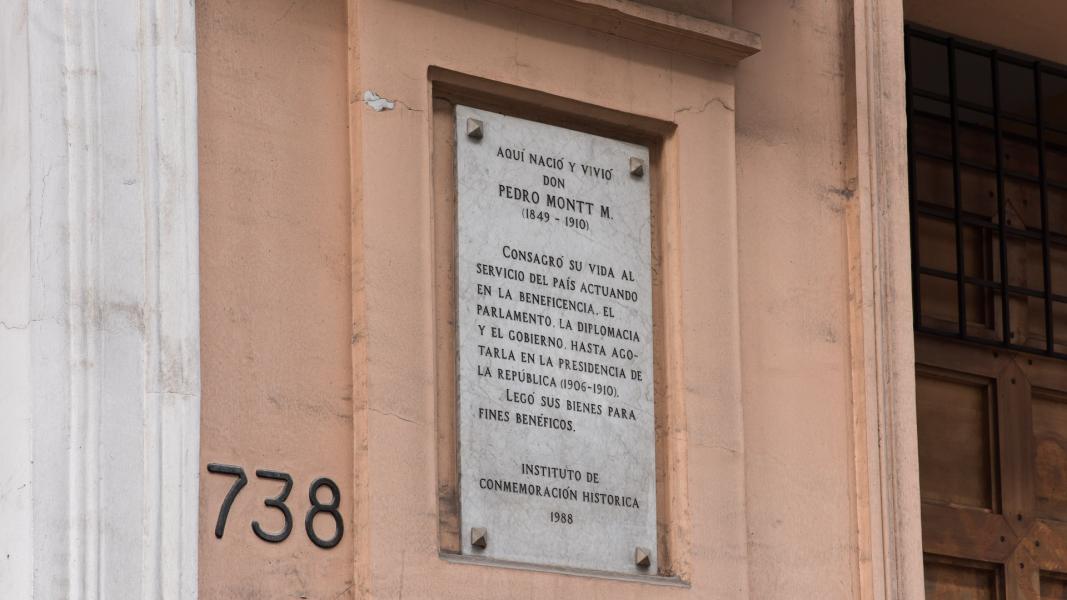 AQUÍ NACIÓ Y VIVIÓ
DON
PEDRO MONTT M.
(1849 - 1910)
CONSAGRÓ SU VIDA AL
SERVICIO DEL PAÍS ACTUANDO
EN LA BENEFICENCIA, EL
PARLAMENTO, LA DIPLOMACIA
Y EL GOBIERNO, HASTA AGO-
TARLA EN LA PRESIDENCIA DE
LA REPÚBLICA (1906-1910).
LEGÓ SUS BIENES PARA
FINES BENÉFICOS.
INSTITUTO DE
CONMEMORACIÓN HISTORICA
1988
738